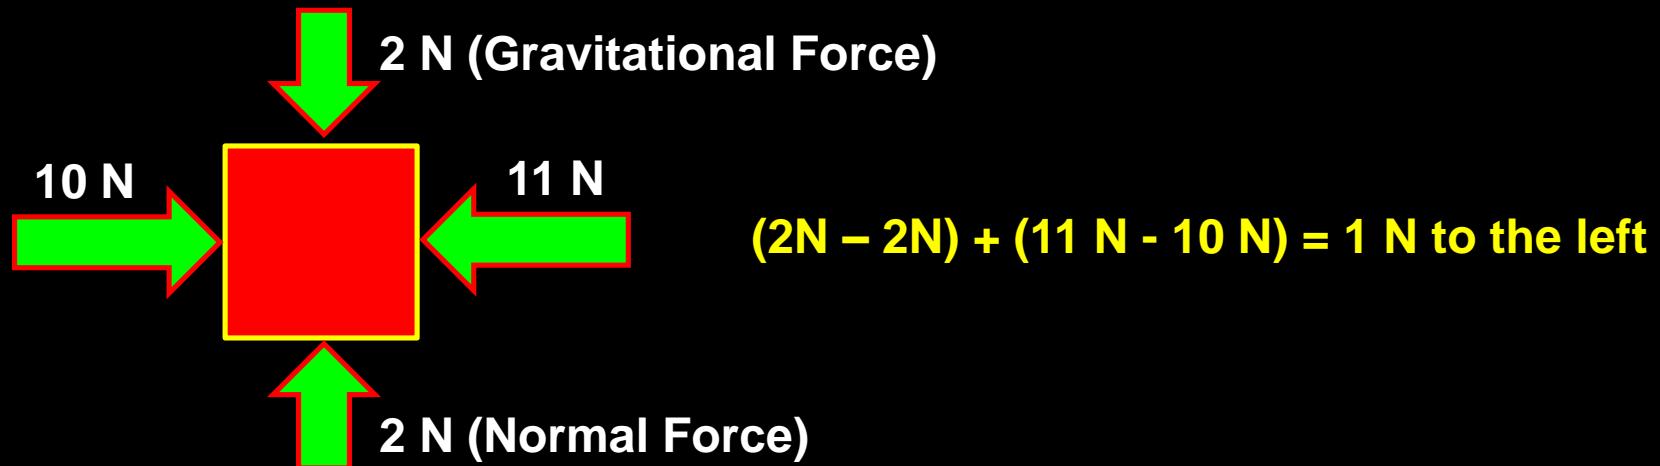 2 N (Gravitational Force)
10 N
11 N
(2N – 2N) + (11 N - 10 N) = 1 N to the left
2 N (Normal Force)